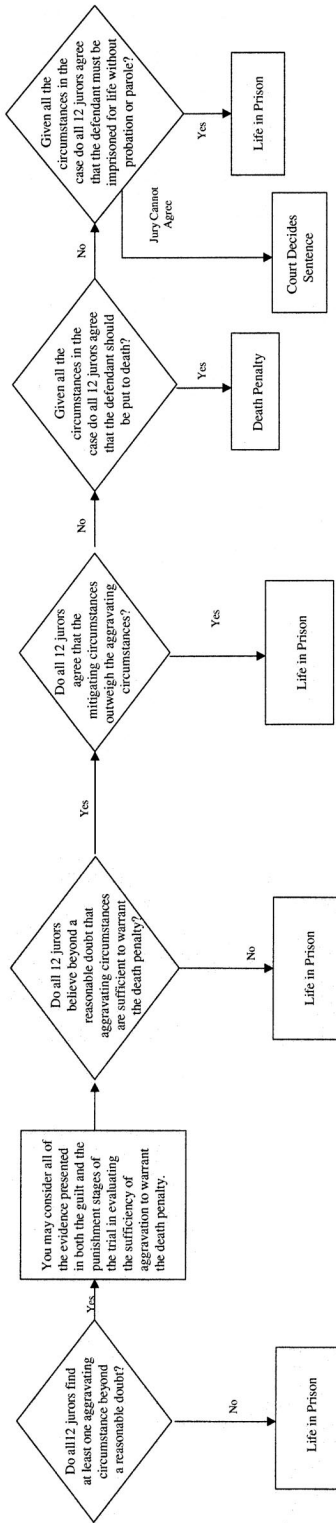 Do all12 jurors find
at least one aggravating
circumstance beyond
a reasonable doubt?
No
Life in Prison
Yes
You may consider all of
the evidence presented
in both the guilt and the
punishment stages of
the trial in evaluating
the sufficiency of
aggravation to warrant
the death penalty.
Do all 12 jurors
believe beyond a
reasonable doubt that
aggravating circumstances
are sufficient to warrant
the death penalty?
No
Life in Prison
Yes
Do all 12 jurors
agree that the
mitigating circumstances
outweigh the aggravating
circumstances?
Yes
Life in Prison
No
Given all the
circumstances in the
case do all 12 jurors agree
that the defendant should
be put to death?
Yes
Death Penalty
No
Given all the
circumstances in the
case do all 12 jurors agree
that the defendant must be
imprisoned for life without
probation or parole?
Jury Cannot
Agree
Court Decides
Sentence
Yes
Life in Prison